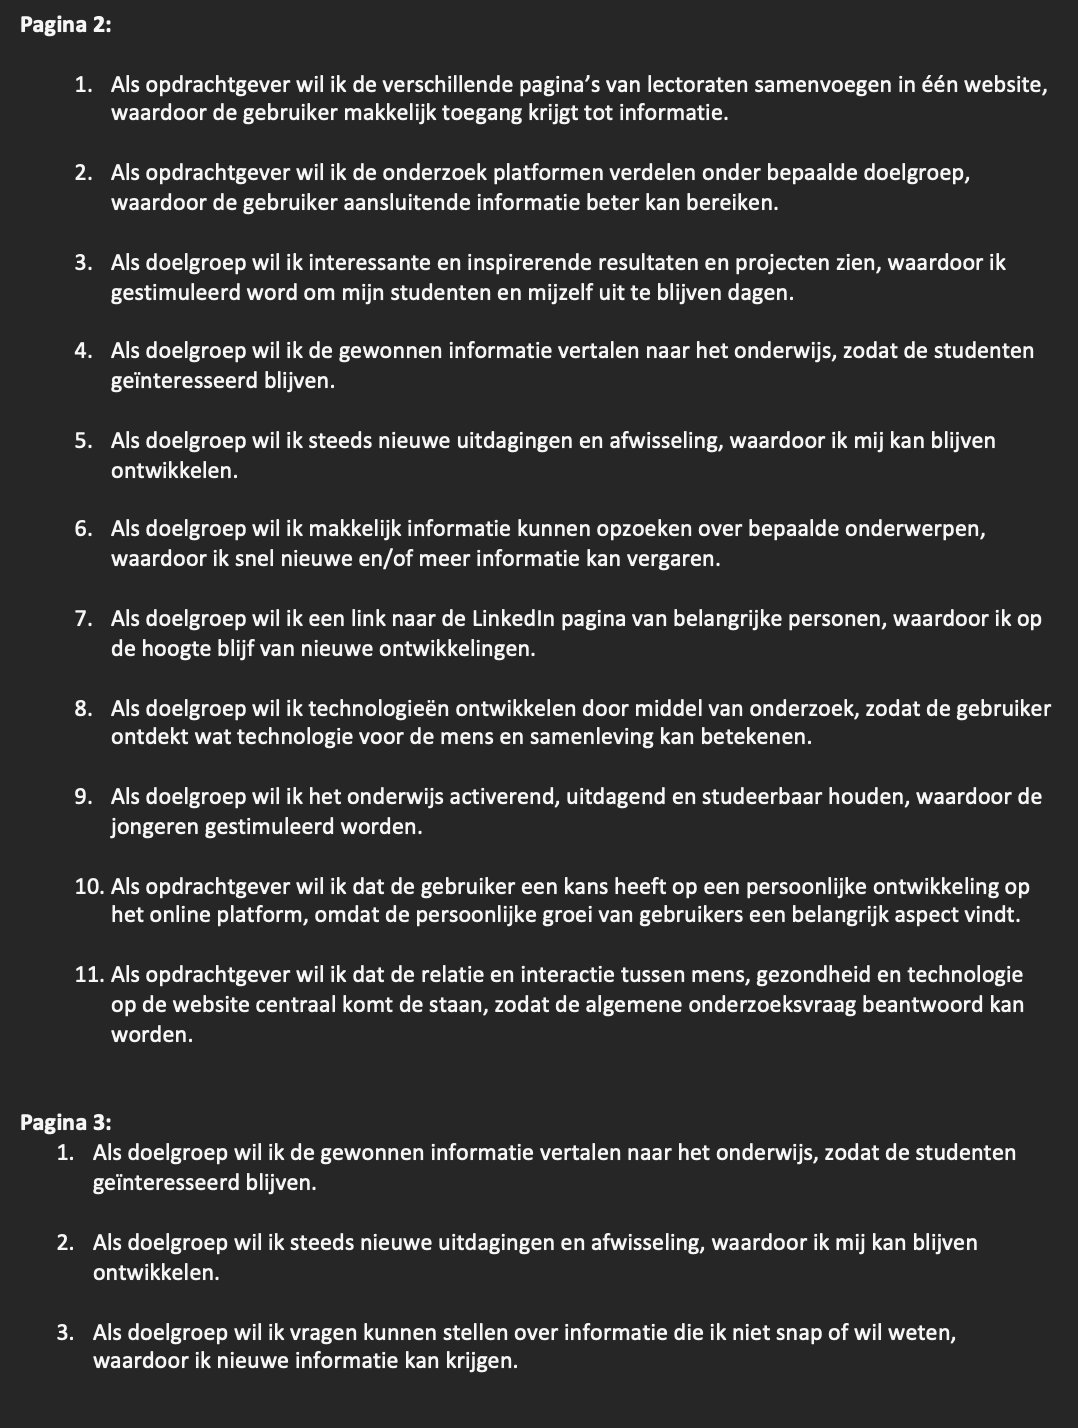 Pagina 2:
1. Als opdrachtgever wil ik de verschillende pagina’s van lectoraten samenvoegen in één website,
waardoor de gebruiker makkelijk toegang krijgt tot informatie.
2. Als opdrachtgever wil ik de onderzoek platformen verdelen onder bepaalde doelgroep,
waardoor de gebruiker aansluitende informatie beter kan bereiken.
3. Als doelgroep wil ik interessante en inspirerende resultaten en projecten zien, waardoor ik
gestimuleerd word om mijn studenten en mijzelf uit te blijven dagen.
4. Als doelgroep wil ik de gewonnen informatie vertalen naar het onderwijs, zodat de studenten
geïnteresseerd blijven.
5. Als doelgroep wil ik steeds nieuwe uitdagingen en afwisseling, waardoor ik mij kan blijven
ontwikkelen.
6. Als doelgroep wil ik makkelijk informatie kunnen opzoeken over bepaalde onderwerpen,
waardoor ik snel nieuwe en/of meer informatie kan vergaren.
7. Als doelgroep wil ik een link naar de LinkedIn pagina van belangrijke personen, waardoor ik op
de hoogte blijf van nieuwe ontwikkelingen.
8. Als doelgroep wil ik technologieën ontwikkelen door middel van onderzoek, zodat de gebruiker
ontdekt wat technologie voor de mens en samenleving kan betekenen.
9. Als doelgroep wil ik het onderwijs activerend, uitdagend en studeerbaar houden, waardoor de
jongeren gestimuleerd worden.
10. Als opdrachtgever wil ik dat de gebruiker een kans heeft op een persoonlijke ontwikkeling op
het online platform, omdat de persoonlijke groei van gebruikers een belangrijk aspect vindt.
11. Als opdrachtgever wil ik dat de relatie en interactie tussen mens, gezondheid en technologie
op de website centraal komt de staan, zodat de algemene onderzoeksvraag beantwoord kan
worden.
Pagina 3:
1. Als doelgroep wil ik de gewonnen informatie vertalen naar het onderwijs, zodat de studenten
geïnteresseerd blijven.
2. Als doelgroep wil ik steeds nieuwe uitdagingen en afwisseling, waardoor ik mij kan blijven
ontwikkelen.
3. Als doelgroep wil ik vragen kunnen stellen over informatie die ik niet snap of wil weten,
waardoor ik nieuwe informatie kan krijgen.